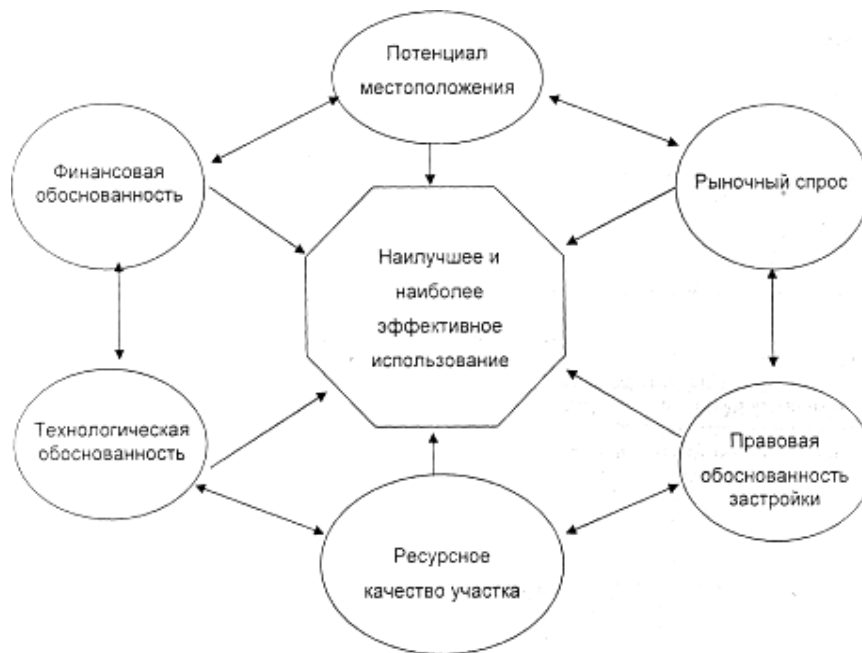 Потенциал
местоположения
Финансовая
обоснованность
Рыночный спрос
Наилучшее и
наиболее
эффективное
использование
Технологическая
обоснованность
Правовая
обоснованность
застройки
Ресурсное
качество участка